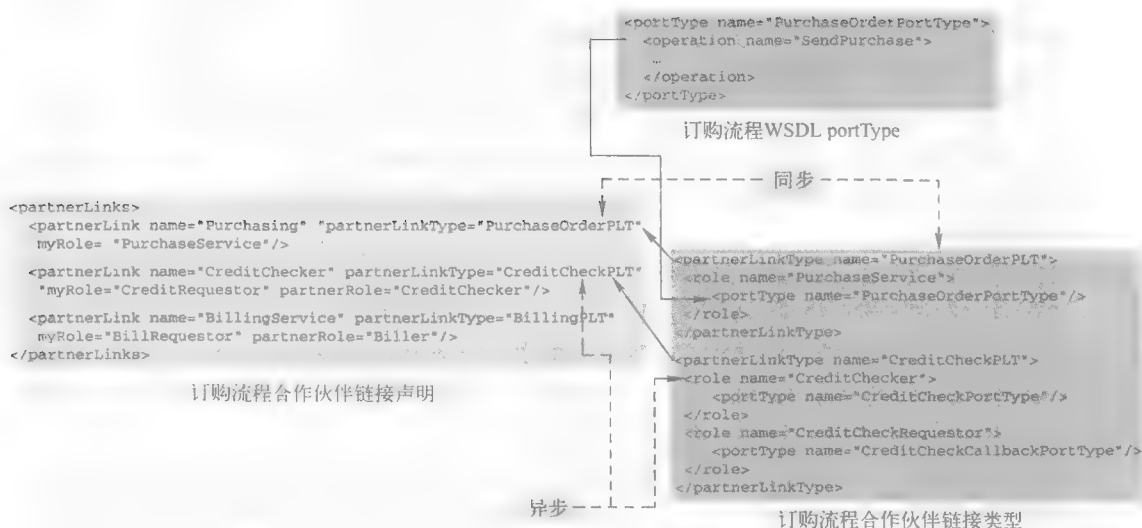 <portType name="PurchaseOrderPortType">
<operation name="SendPurchase">
…
</operation>
</portType>
订购流程WSDL portType
同步
<partnerLinks>
<partnerLink name="Purchasing" "partnerLinkType="PurchaseOrderPLT"
myRole= "PurchaseService"/>
<partnerLink name="CreditChecker" partnerLinkType="CreditCheckPLT"
"myRole="CreditRequestor" partnerRole="CreditChecker"/>
<partnerLink name="BillingService" partnerLinkType="BillingPLT"
myRole="BillRequestor" partnerRole="Biller"/>
</partnerLinks>
订购流程合作伙伴链接声明
<partnerLinkType name="PurchaseOrderPLT">
<role name="PurchaseService">
<portType name="PurchaseOrderPortType"/>
</role>
</partnerLinkType>
<partnerLinkType name="CreditCheckPLT">
<role name="CreditChecker">
<portType name="CreditCheckPortType"/>
</role>
<role name="CreditCheckRequestor">
<portType name="CreditCheckCallbackPortType"/>
</role>
</partnerLinkType>
异步
订购流程合作伙伴链接类型